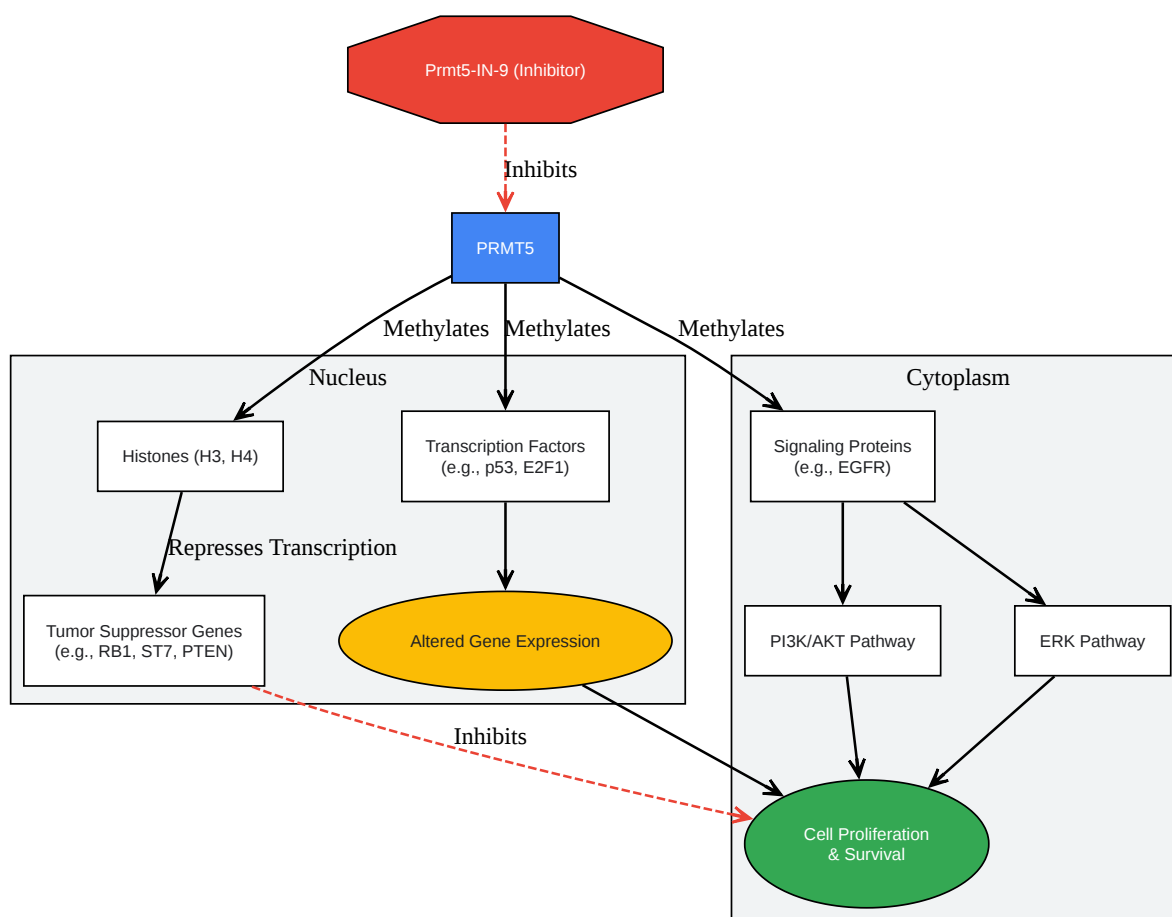 Prmt5-IN-9 (Inhibitor)
Inhibits
PRMT5
Methylates
Methylates
Methylates
Nucleus
Cytoplasm
Histones (H3, H4)
Transcription Factors
(e.g., p53, E2F1)
Signaling Proteins
(e.g., EGFR)
Represses Transcription
Tumor Suppressor Genes
(e.g., RB1, ST7, PTEN)
Altered Gene Expression
PI3K/AKT Pathway
ERK Pathway
Inhibits
Cell Proliferation
& Survival